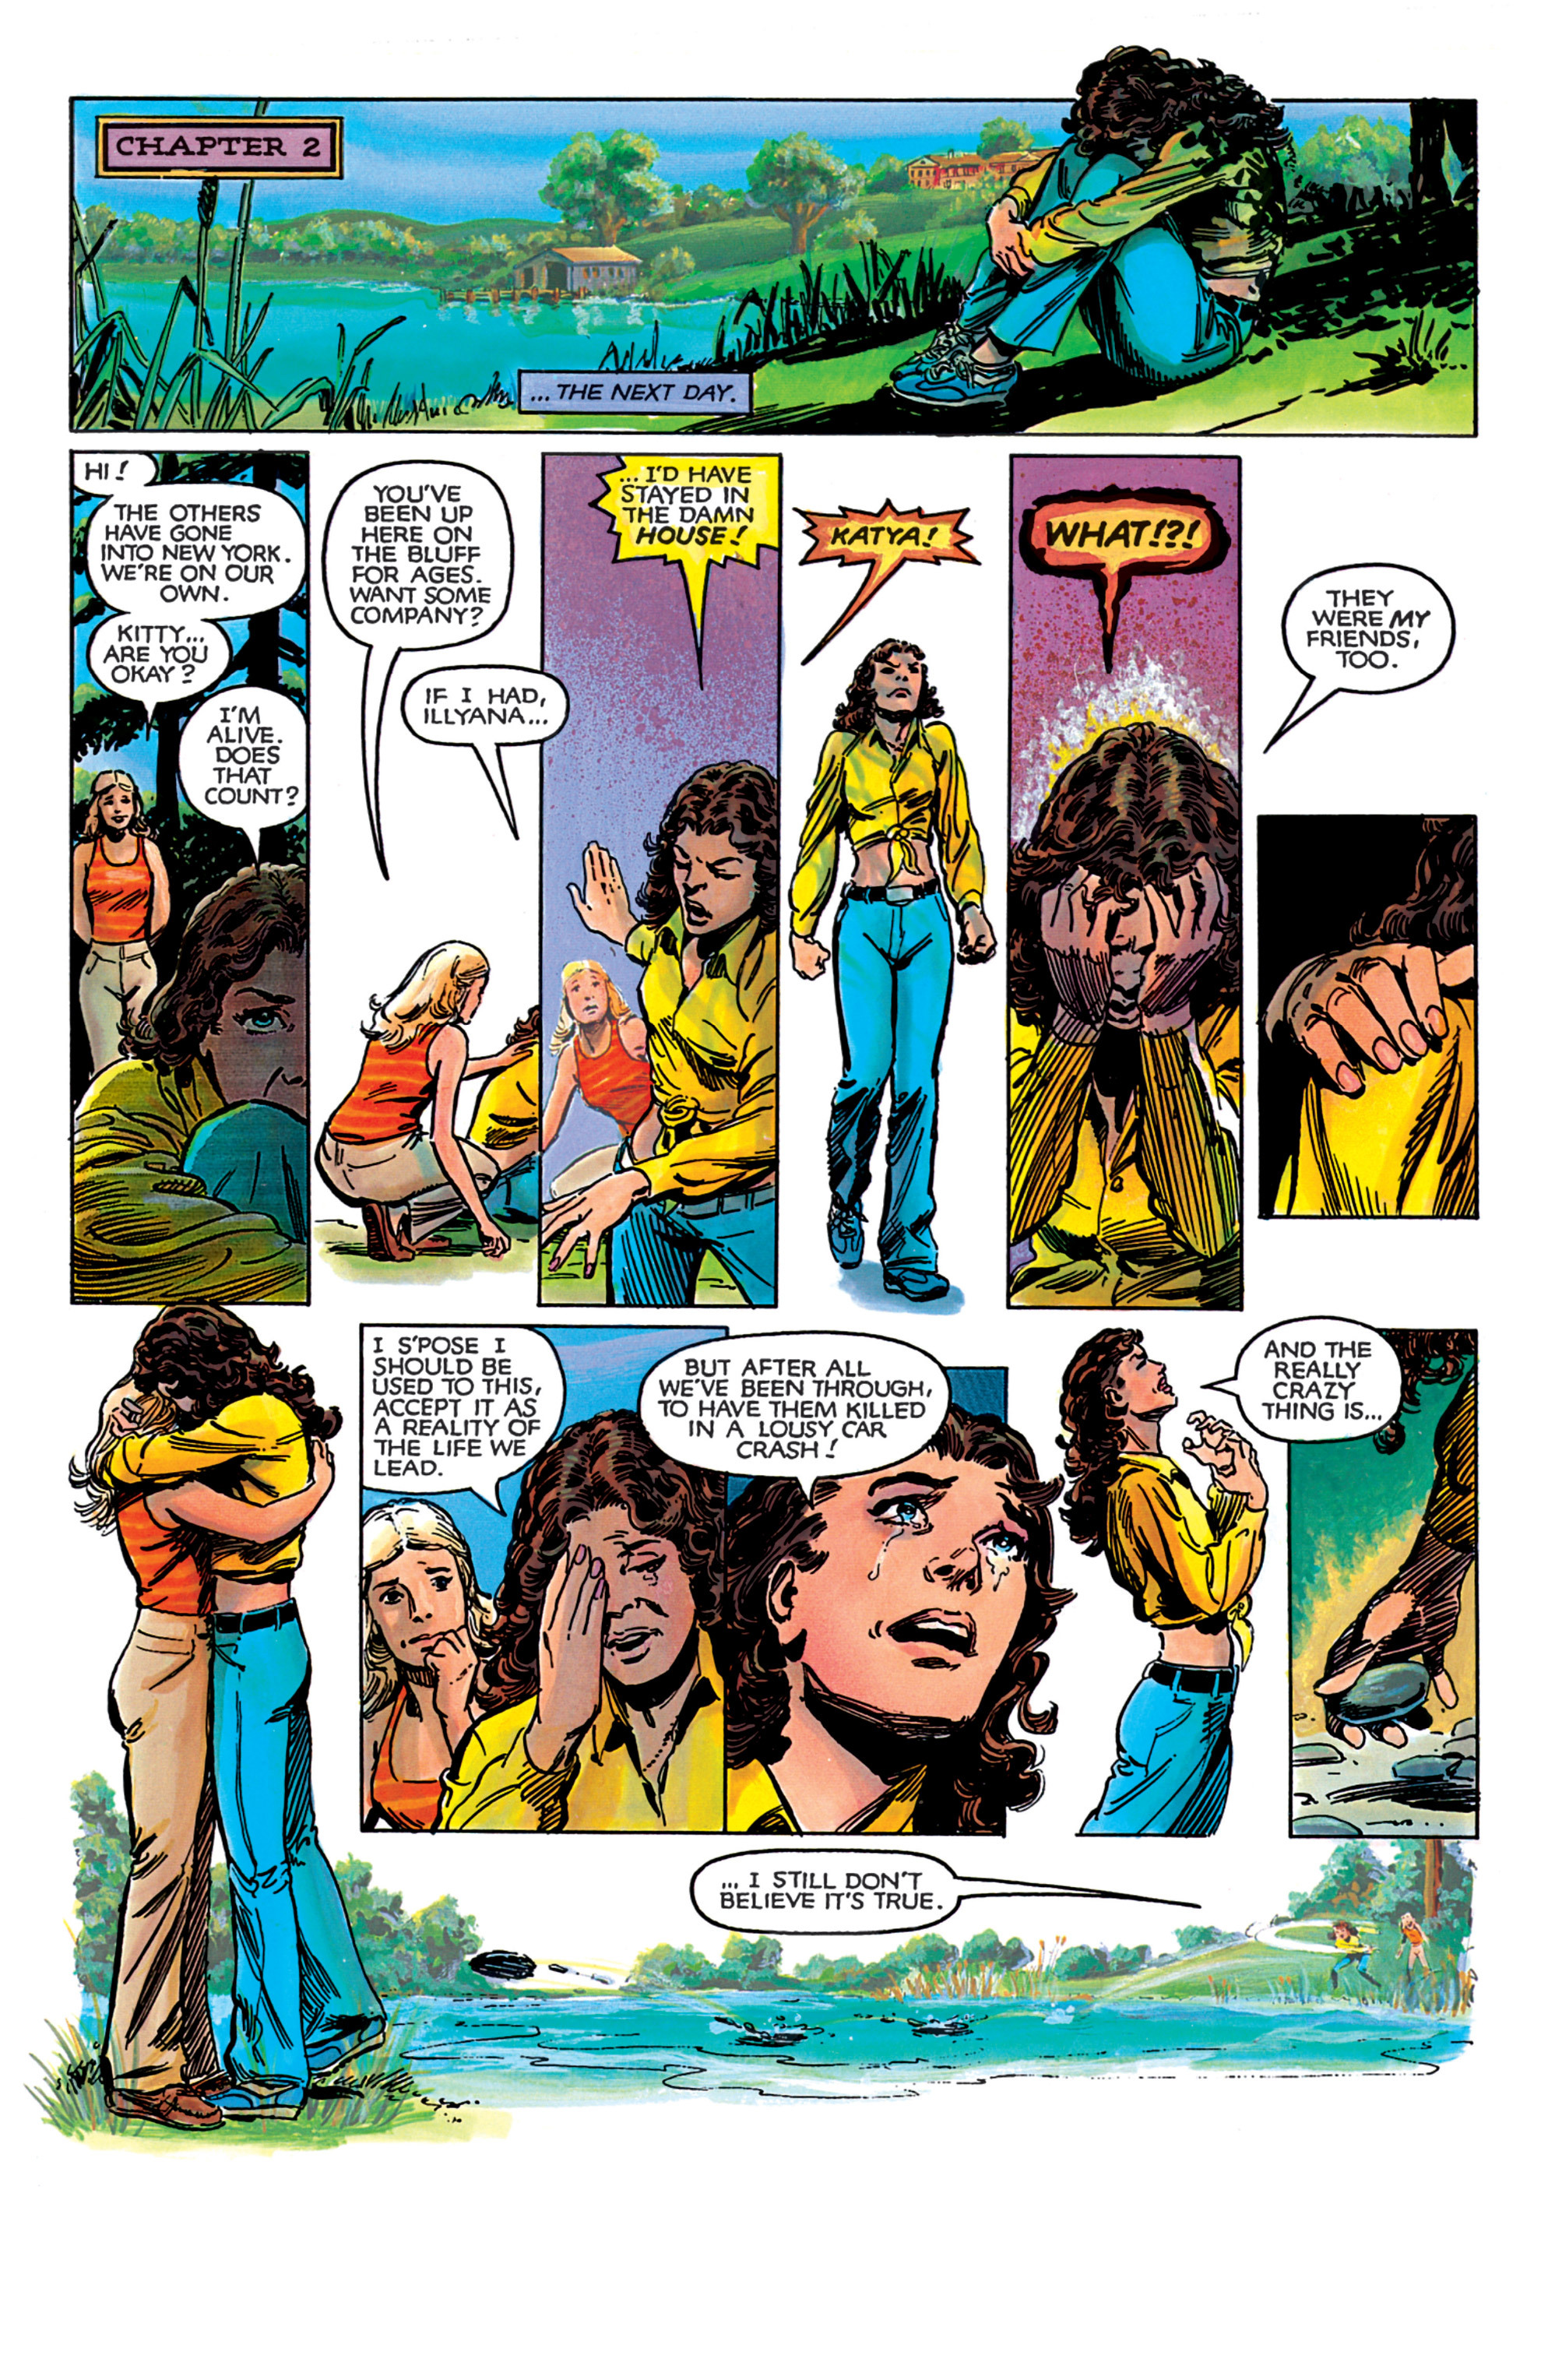 CHAPTER 2
... THE NEXT DAY.
HI!
THE OTHERS
HAVE GONE
INTO NEW YORK.
WE'RE ON OUR
OWN.
KITTY...
ARE YOU
OKAY?
I'M
ALIVE.
DOES
THAT
COUNT?
YOU'VE
BEEN UP
HERE ON
THE BLUFF
FOR AGES.
WANT SOME
COMPANY?
IF I HAD,
ILLYANA...
...I'D HAVE
STAYED IN
THE DAMN
HOUSE!
KATYA!
WHAT!?!
THEY
WERE MY
FRIENDS,
TOO.
I S'POSE I
SHOULD BE
USED TO THIS,
ACCEPT IT AS
A REALITY OF
THE LIFE WE
LEAD.
BUT AFTER ALL
WE'VE BEEN THROUGH,
TO HAVE THEM KILLED
IN A LOUSY CAR
CRASH!
AND THE
REALLY
CRAZY
THING IS...
... I STILL DON'T
BELIEVE IT'S TRUE.